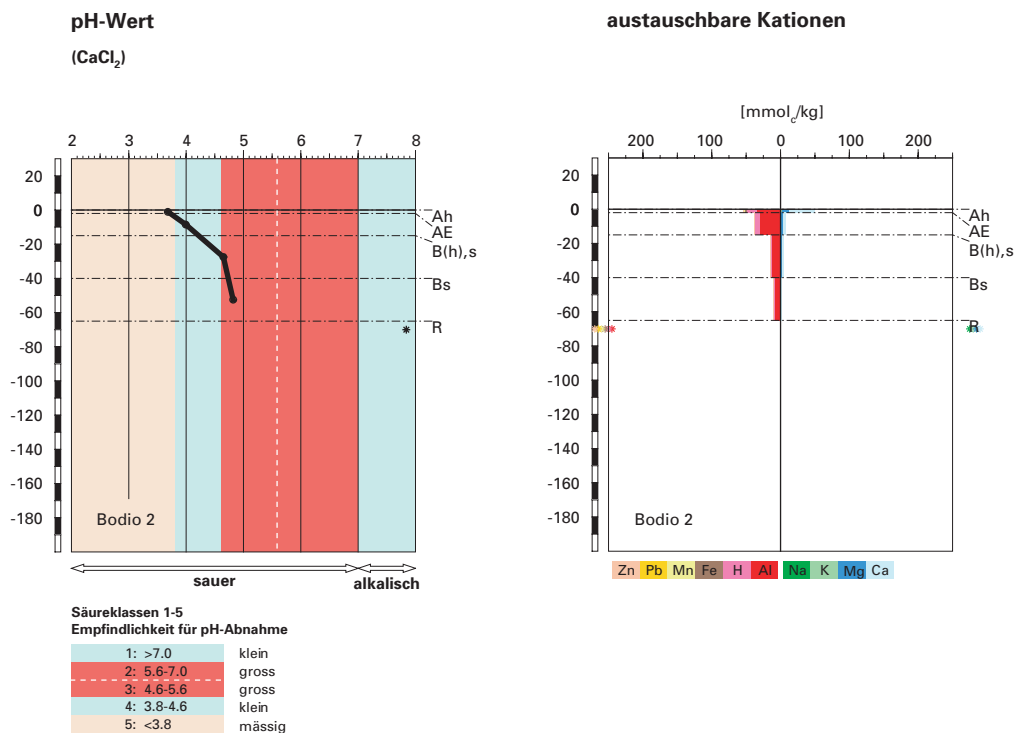 pH-Wert
(CaCl2)
2 3 4 5 6 7 8
20
0
-20
-40
-60
-80
-100
-120
-140
-160
-180
Ah
AE
B(h),s
Bs
R
*
Bodio 2
sauer
alkalisch
Säureklassen 1-5
Empfindlichkeit für pH-Abnahme
1: >7.0 klein
2: 5.6-7.0 gross
3: 4.6-5.6 gross
4: 3.8-4.6 klein
5: <3.8 mässig
austauschbare Kationen
[mmolc/kg]
200 100 0 100 200
20
0
-20
-40
-60
-80
-100
-120
-140
-160
-180
Ah
AE
B(h),s
Bs
R
Bodio 2
Zn Pb Mn Fe H Al Na K Mg Ca